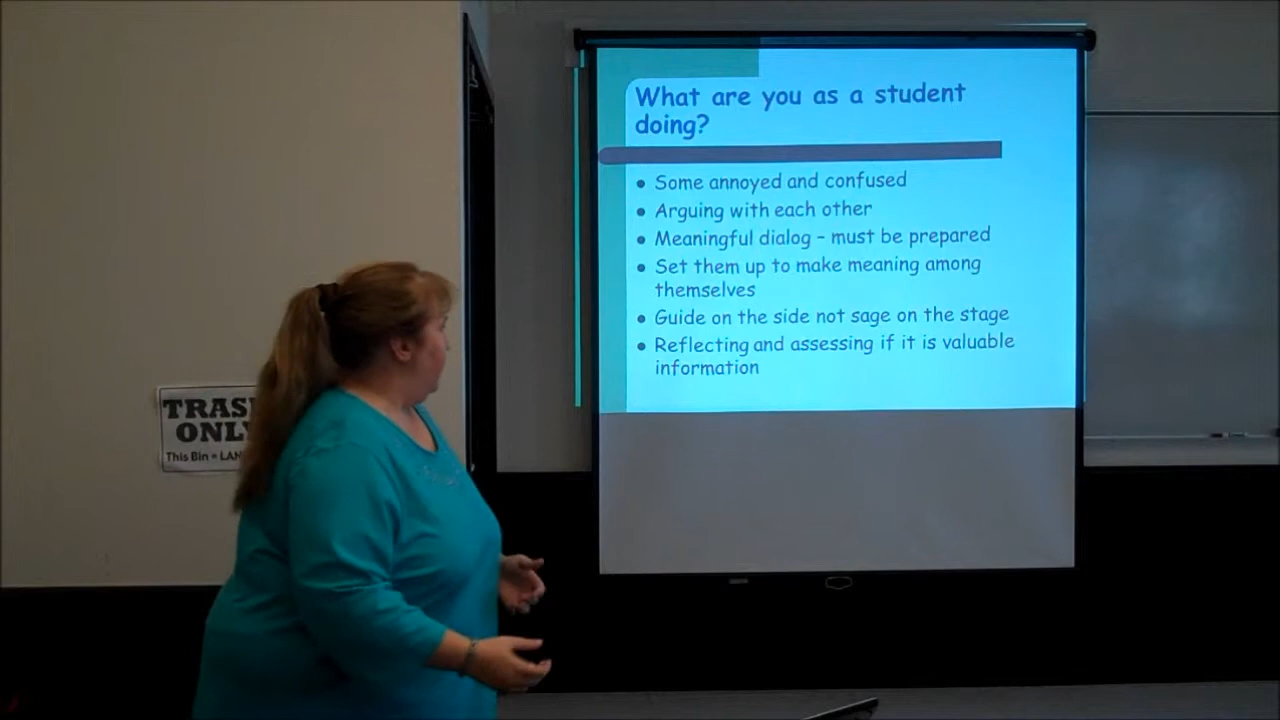 What are you as a student
doing?
• Some annoyed and confused
• Arguing with each other
• Meaningful dialog – must be prepared
• Set them up to make meaning among
themselves
• Guide on the side not sage on the stage
• Reflecting and assessing if it is valuable
information
TRAS
ONLY
This Bin = LAN